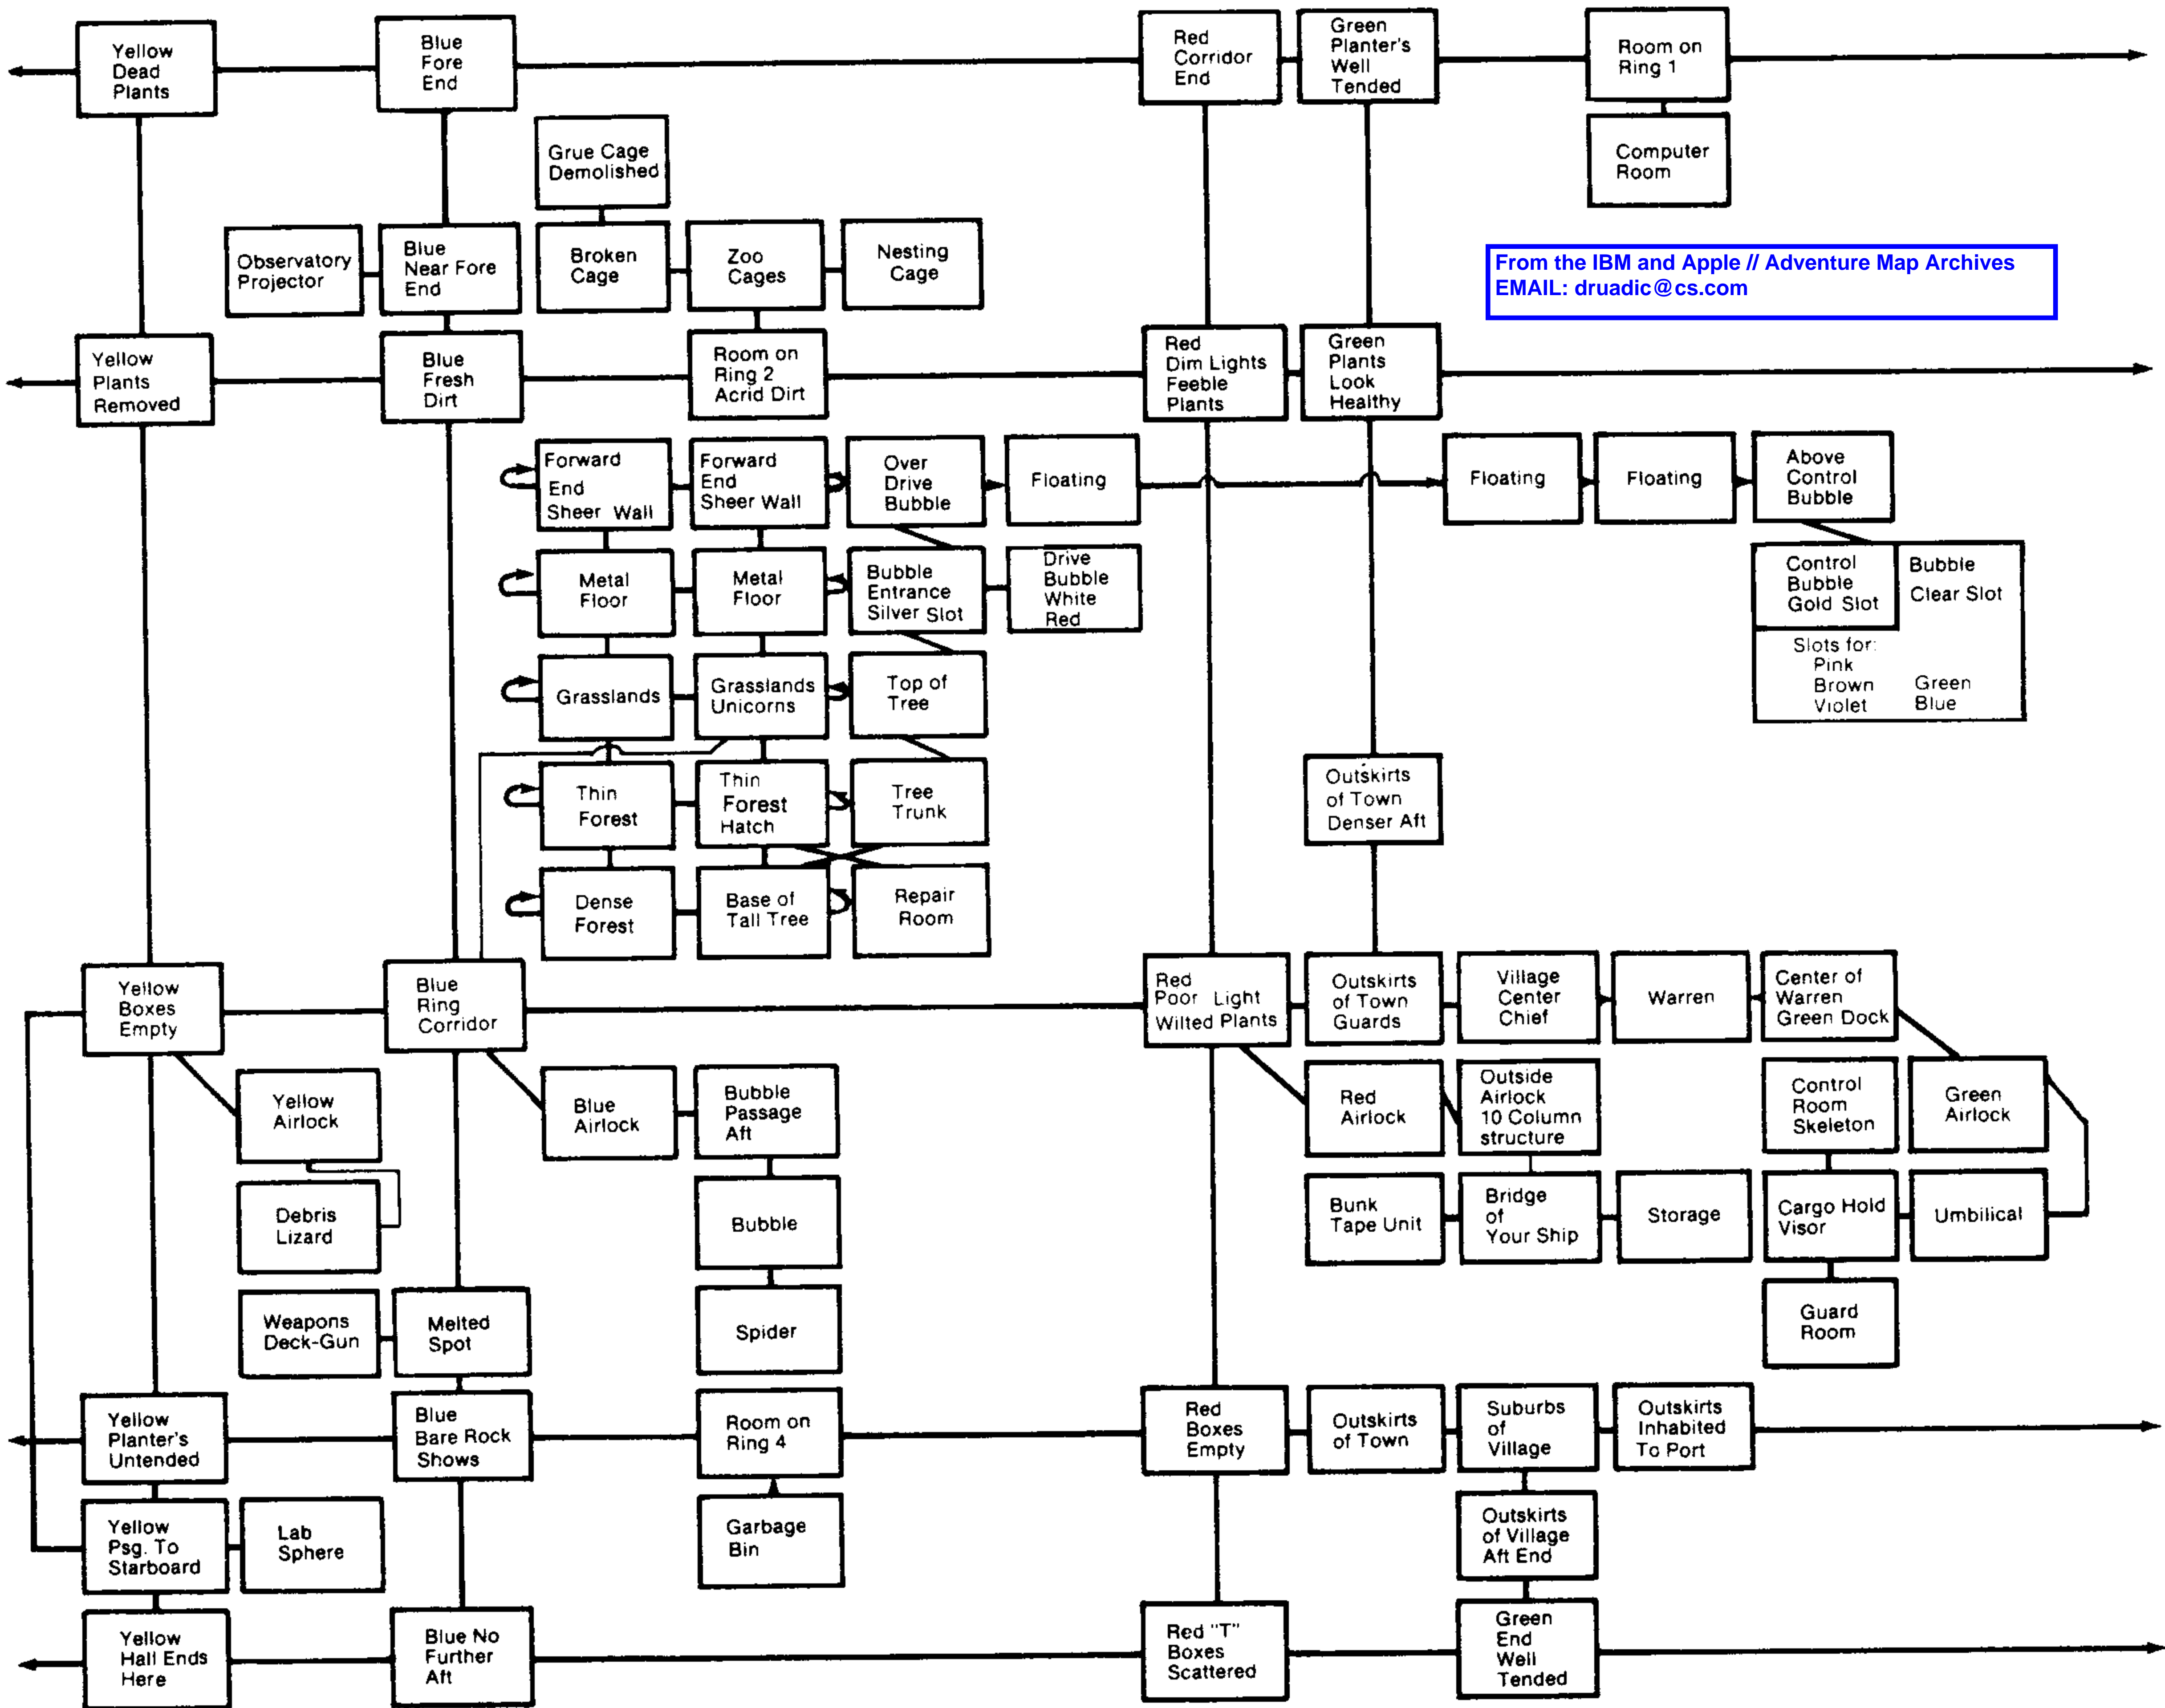 Yellow
Dead
Plants
Blue
Fore
End
Red
Corridor
End
Green
Planter's
Well
Tended
Room on
Ring 1
Computer
Room
Grue Cage
Demolished
Observatory
Projector
Blue
Near Fore
End
Broken
Cage
Zoo
Cages
Nesting
Cage
From the IBM and Apple // Adventure Map Archives
EMAIL: druadic@cs.com
Yellow
Plants
Removed
Blue
Fresh
Dirt
Room on
Ring 2
Acrid Dirt
Red
Dim Lights
Feeble
Plants
Green
Plants
Look
Healthy
Forward
End
Sheer Wall
Forward
End
Sheer Wall
Over
Drive
Bubble
Floating
Floating
Floating
Above
Control
Bubble
Metal
Floor
Metal
Floor
Bubble
Entrance
Silver Slot
Drive
Bubble
White
Red
Control
Bubble
Gold Slot
Bubble
Clear Slot
Slots for:
Pink
Brown Green
Violet Blue
Grasslands
Grasslands
Unicorns
Top of
Tree
Thin
Forest
Thin
Forest
Hatch
Tree
Trunk
Outskirts
of Town
Denser Aft
Dense
Forest
Base of
Tall Tree
Repair
Room
Yellow
Boxes
Empty
Blue
Ring
Corridor
Red
Poor Light
Wilted Plants
Outskirts
of Town
Guards
Village
Center
Chief
Warren
Center of
Warren
Green Dock
Yellow
Airlock
Blue
Airlock
Bubble
Passage
Aft
Red
Airlock
Outside
Airlock
10 Column
structure
Control
Room
Skeleton
Green
Airlock
Debris
Lizard
Bubble
Bunk
Tape Unit
Bridge
of
Your Ship
Storage
Cargo Hold
Visor
Umbilical
Weapons
Deck-Gun
Melted
Spot
Spider
Guard
Room
Yellow
Planter's
Untended
Blue
Bare Rock
Shows
Room on
Ring 4
Red
Boxes
Empty
Outskirts
of Town
Suburbs
of
Village
Outskirts
Inhabited
To Port
Yellow
Psg. To
Starboard
Lab
Sphere
Garbage
Bin
Outskirts
of Village
Aft End
Yellow
Hall Ends
Here
Blue No
Further
Aft
Red "T"
Boxes
Scattered
Green
End
Well
Tended